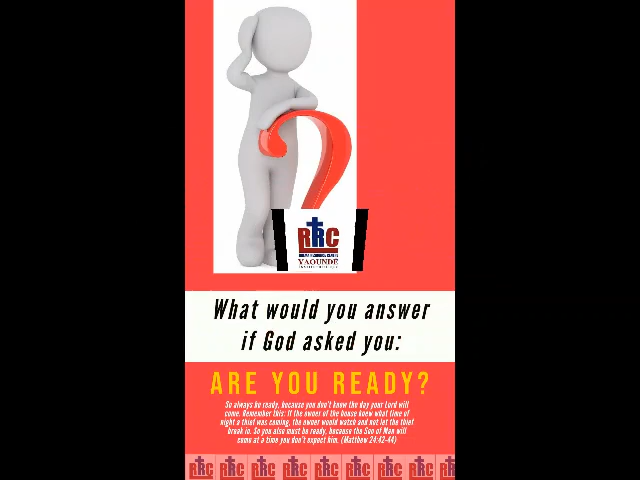 RRC
YAOUNDE
What would you answer
if God asked you:
ARE YOU READY?
So always be ready, because you don't know the day your Lord will
come. Remember this: If the owner of the house knew what time of
night a thief was coming, the owner would watch and not let the thief
break in. So you also must be ready, because the Son of Man will
come at a time you don't expect him. (Matthew 24:42-44)
RRC RRC RRC RRC RRC RRC RRC RRC RRC